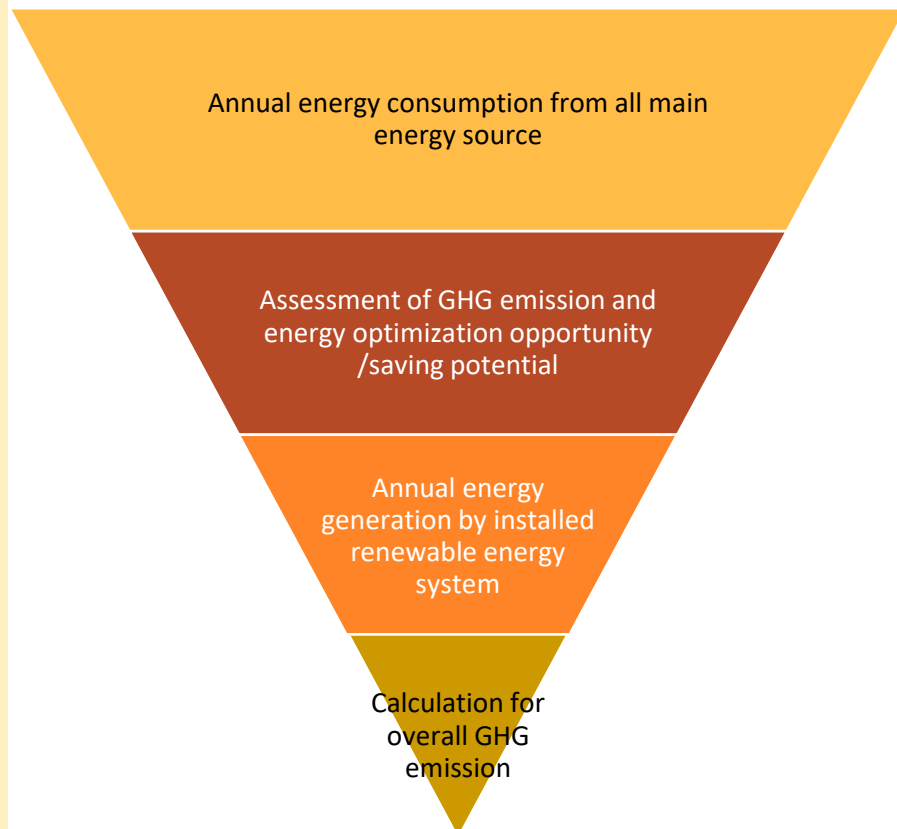 Annual energy consumption from all main
energy source
Assessment of GHG emission and
energy optimization opportunity
/saving potential
Annual energy
generation by installed
renewable energy
system
Calculation for
overall GHG
emission